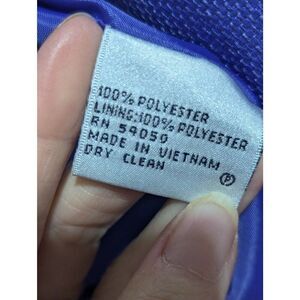 100% POLYESTER
LINING:100% POLYESTER
RN 54050
MADE IN VIETNAM
DRY CLEAN
P